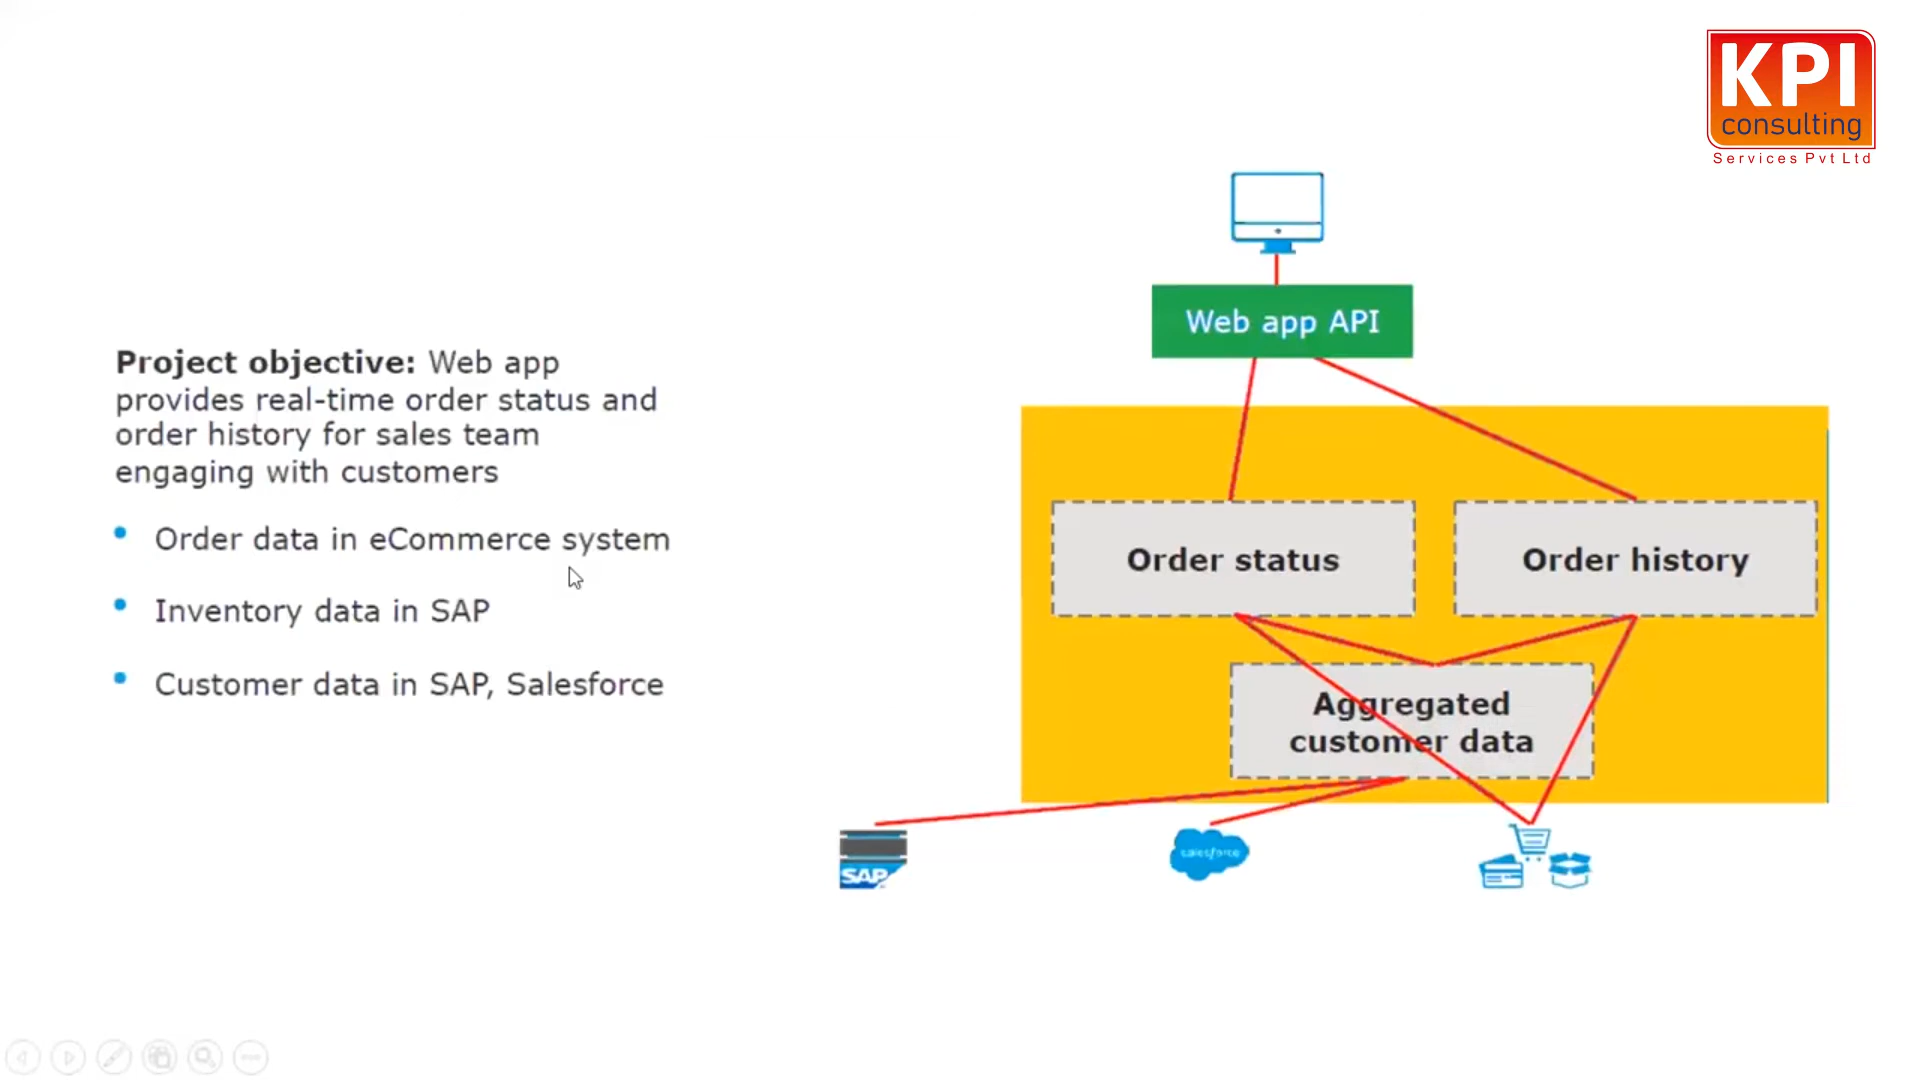 KPI
consulting
Services Pvt Ltd
Web app API
Project objective: Web app
provides real-time order status and
order history for sales team
engaging with customers
Order data in eCommerce system
Inventory data in SAP
Customer data in SAP, Salesforce
Order status
Order history
Aggregated
customer data
SAP
salesforce